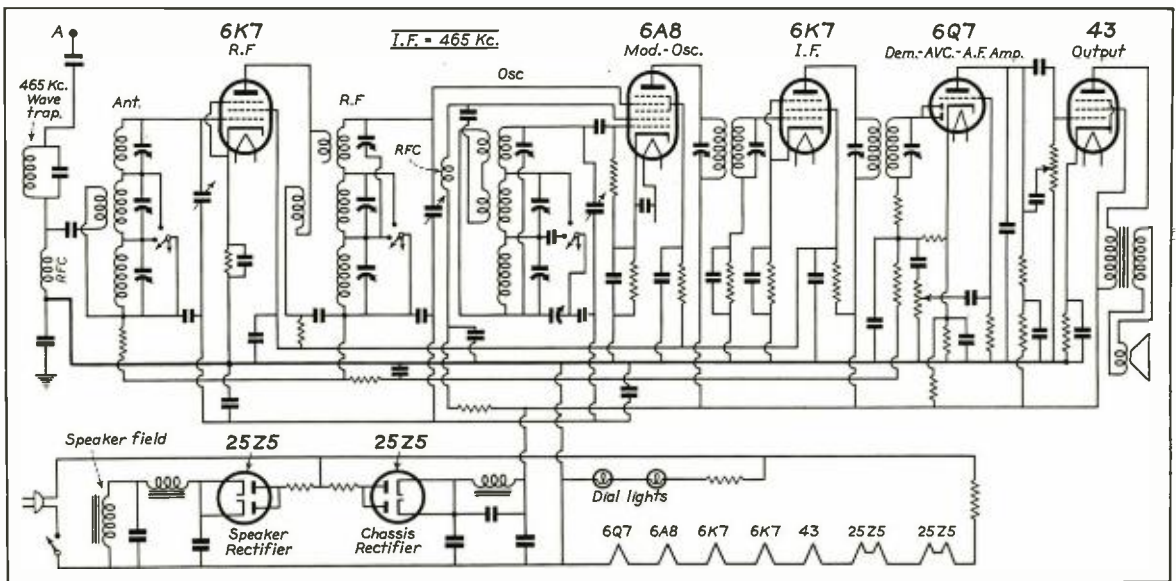 A
6K7
R.F
I.F. = 465 Kc.
6A8
Mod.-Osc.
6K7
I.F.
6Q7
Dem.-AVC.-A.F. Amp.
43
Output
465 Kc.
Wave
trap.
Ant.
R.F
Osc
RFC
RFC
Speaker field
25Z5
25Z5
Speaker
Rectifier
Chassis
Rectifier
Dial lights
6Q7
6A8
6K7
6K7
43
25Z5
25Z5